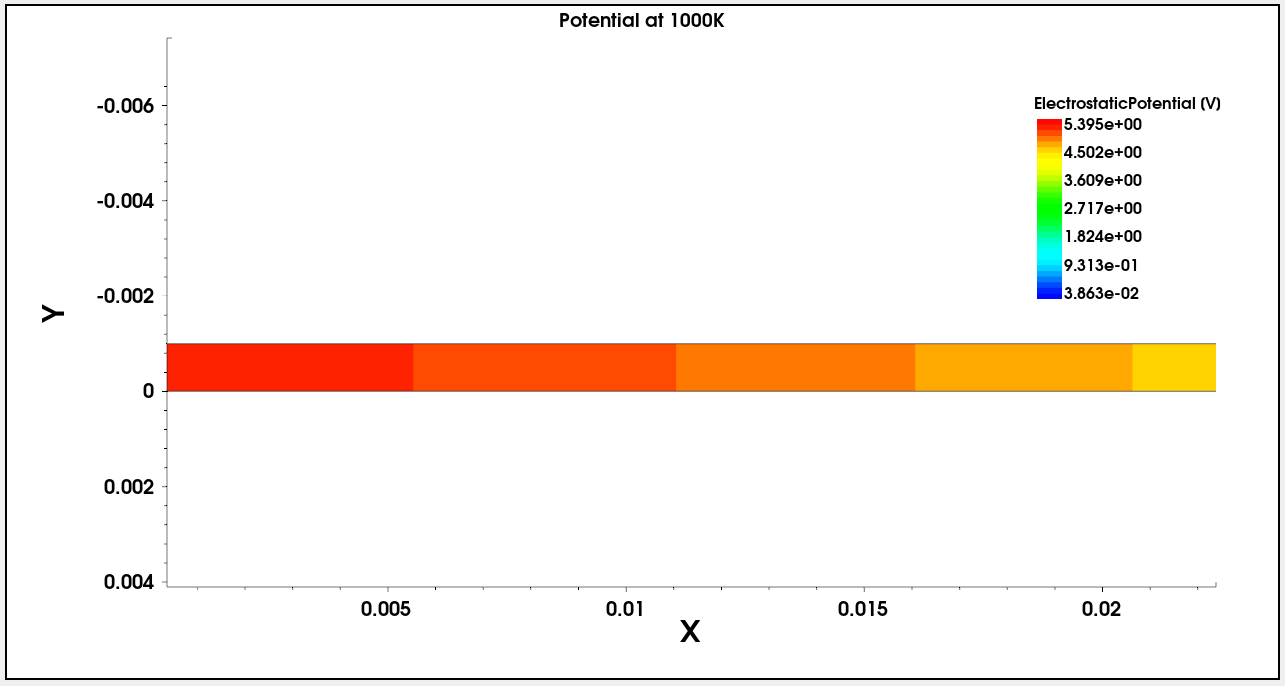 Potential at 1000K
ElectrostaticPotential (V)
5.395e+00
4.502e+00
3.609e+00
2.717e+00
1.824e+00
9.313e-01
3.863e-02
-0.006
-0.004
-0.002
0
0.002
0.004
Y
0.005 0.01 0.015 0.02
X